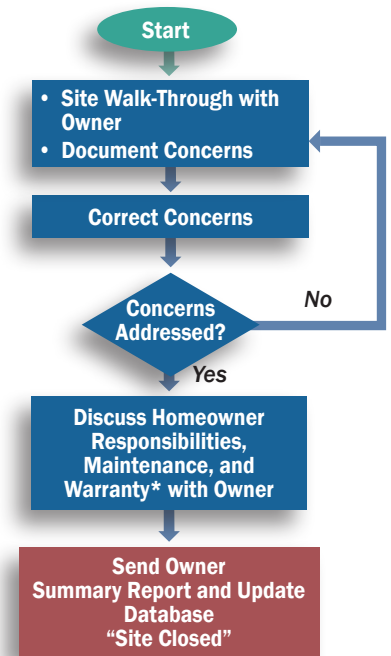 Start
• Site Walk-Through with
Owner
• Document Concerns
Correct Concerns
Concerns
Addressed?
No
Yes
Discuss Homeowner
Responsibilities,
Maintenance, and
Warranty* with Owner
Send Owner
Summary Report and Update
Database
“Site Closed”